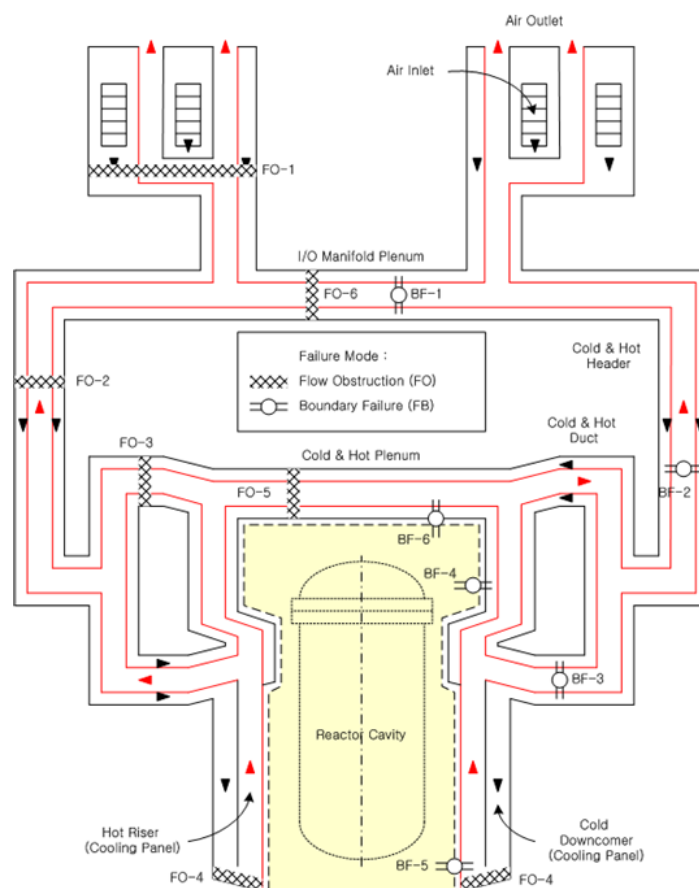 Air Outlet
Air Inlet
FO-1
I/O Manifold Plenum
FO-6
BF-1
Failure Mode :
Flow Obstruction (FO)
Boundary Failure (FB)
Cold & Hot
Header
FO-2
FO-3
Cold & Hot
Duct
Cold & Hot Plenum
FO-5
BF-2
BF-6
BF-4
BF-3
Reactor Cavity
Hot Riser
(Cooling Panel)
Cold
Downcomer
(Cooling Panel)
BF-5
FO-4
FO-4